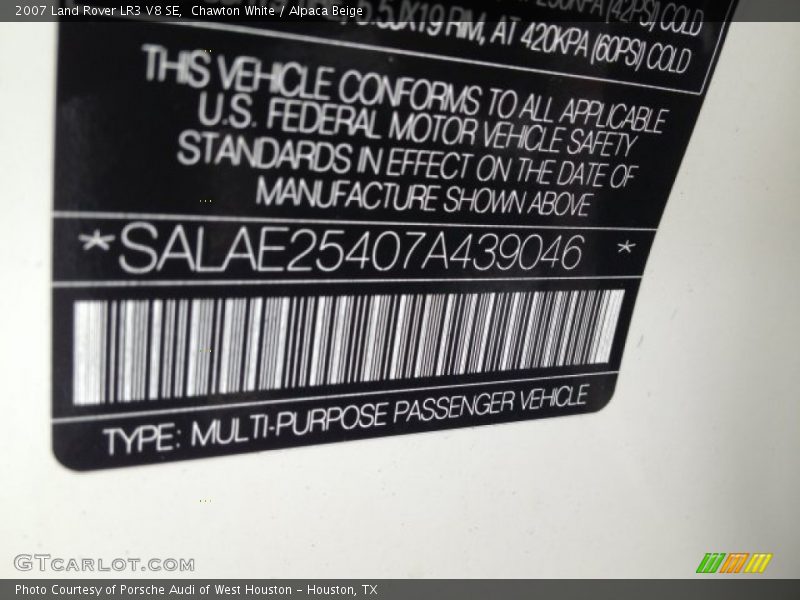 2007 Land Rover LR3 V8 SE, Chawton White / Alpaca Beige
(42PSI) COLD
RIM, AT 420KPA (60PSI) COLD
THIS VEHICLE CONFORMS TO ALL APPLICABLE
U.S. FEDERAL MOTOR VEHICLE SAFETY
STANDARDS IN EFFECT ON THE DATE OF
MANUFACTURE SHOWN ABOVE
*SALAE25407A439046 *
TYPE: MULTI-PURPOSE PASSENGER VEHICLE
GTCARLOT.COM
Photo Courtesy of Porsche Audi of West Houston - Houston, TX